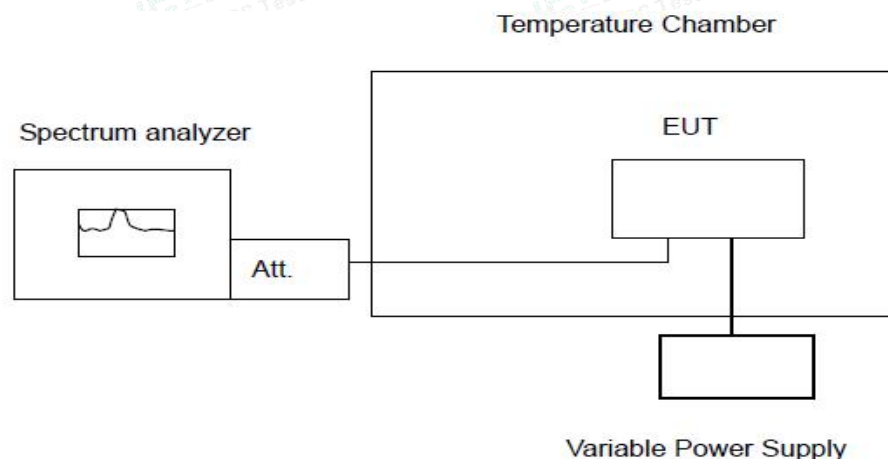 Temperature Chamber
Spectrum analyzer
EUT
Att.
Variable Power Supply